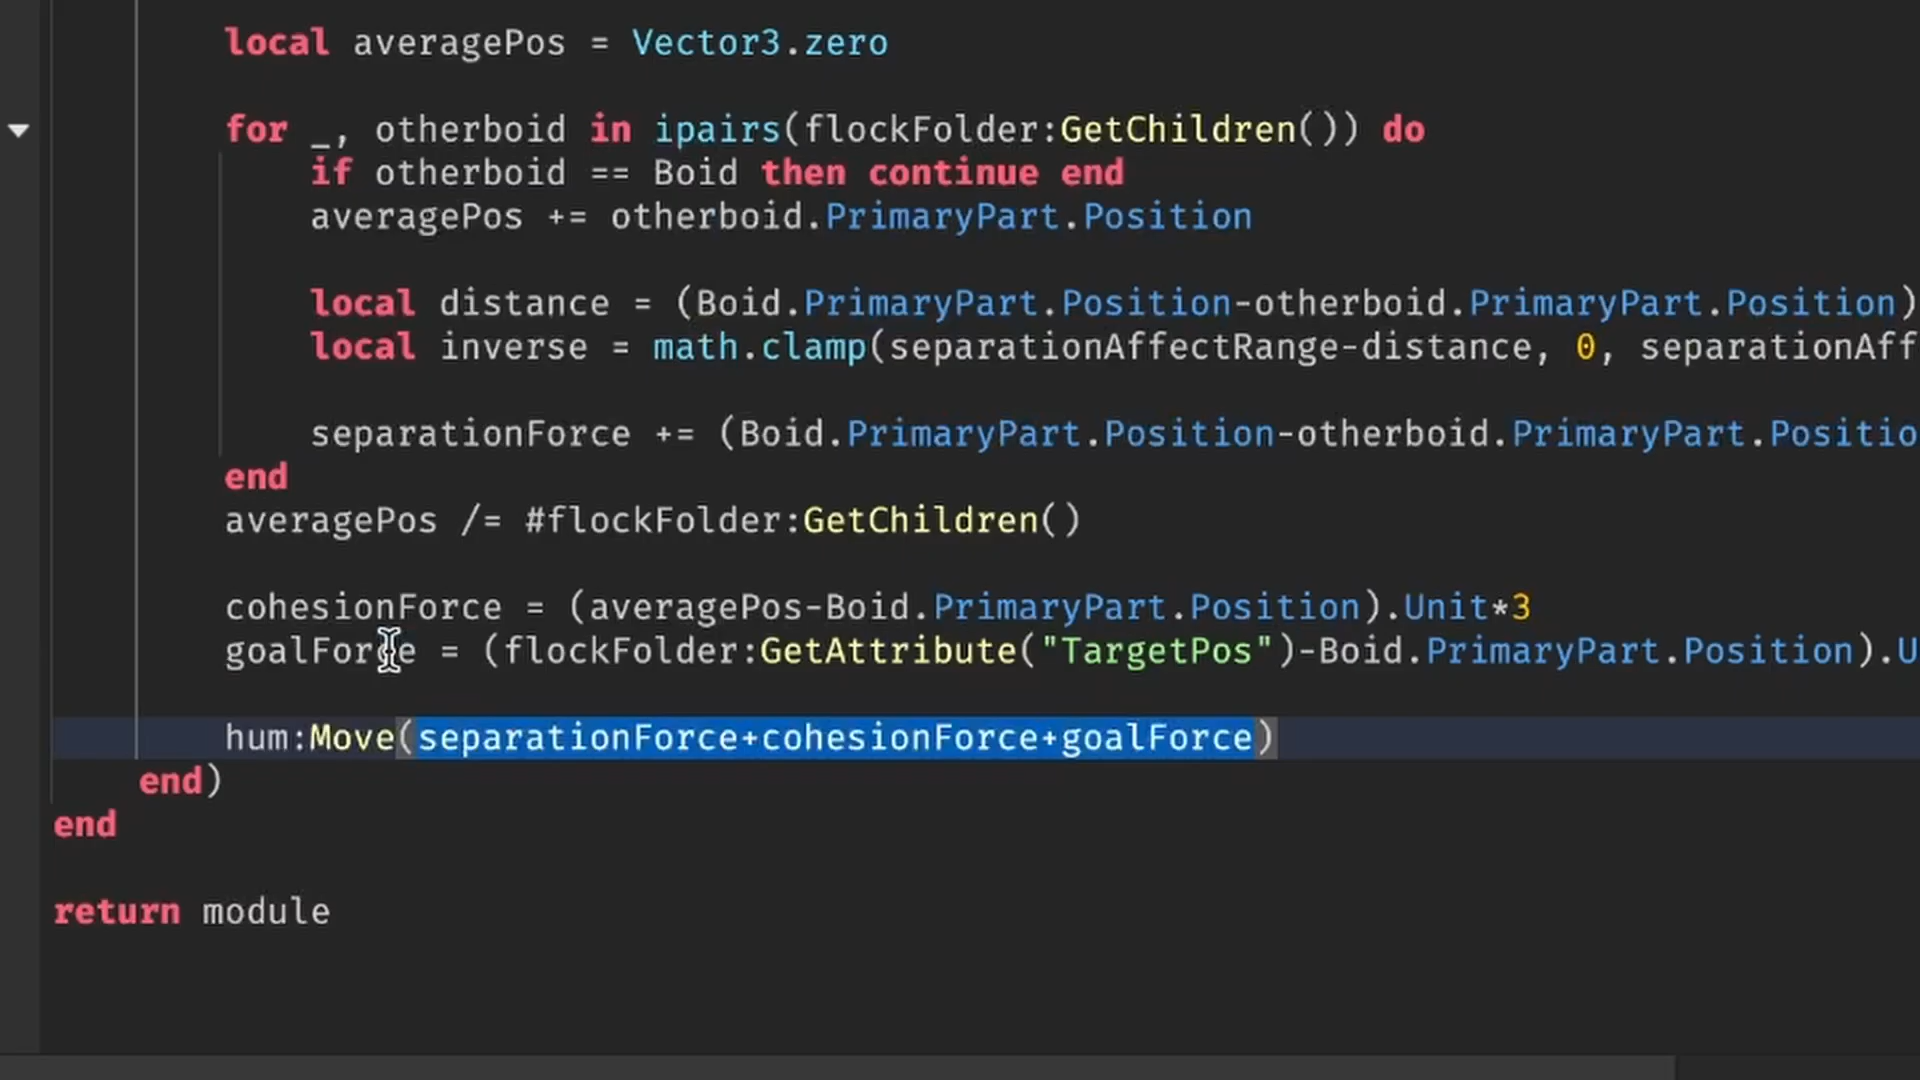 local averagePos = Vector3.zero
for _, otherboid in ipairs(flockFolder:GetChildren()) do
if otherboid == Boid then continue end
averagePos += otherboid.PrimaryPart.Position
local distance = (Boid.PrimaryPart.Position-otherboid.PrimaryPart.Position)
local inverse = math.clamp(separationAffectRange-distance, 0, separationAff
separationForce += (Boid.PrimaryPart.Position-otherboid.PrimaryPart.Positio
end
averagePos /= #flockFolder:GetChildren()
cohesionForce = (averagePos-Boid.PrimaryPart.Position).Unit*3
goalForce = (flockFolder:GetAttribute("TargetPos")-Boid.PrimaryPart.Position).U
hum:Move(separationForce+cohesionForce+goalForce)
end)
end
return module